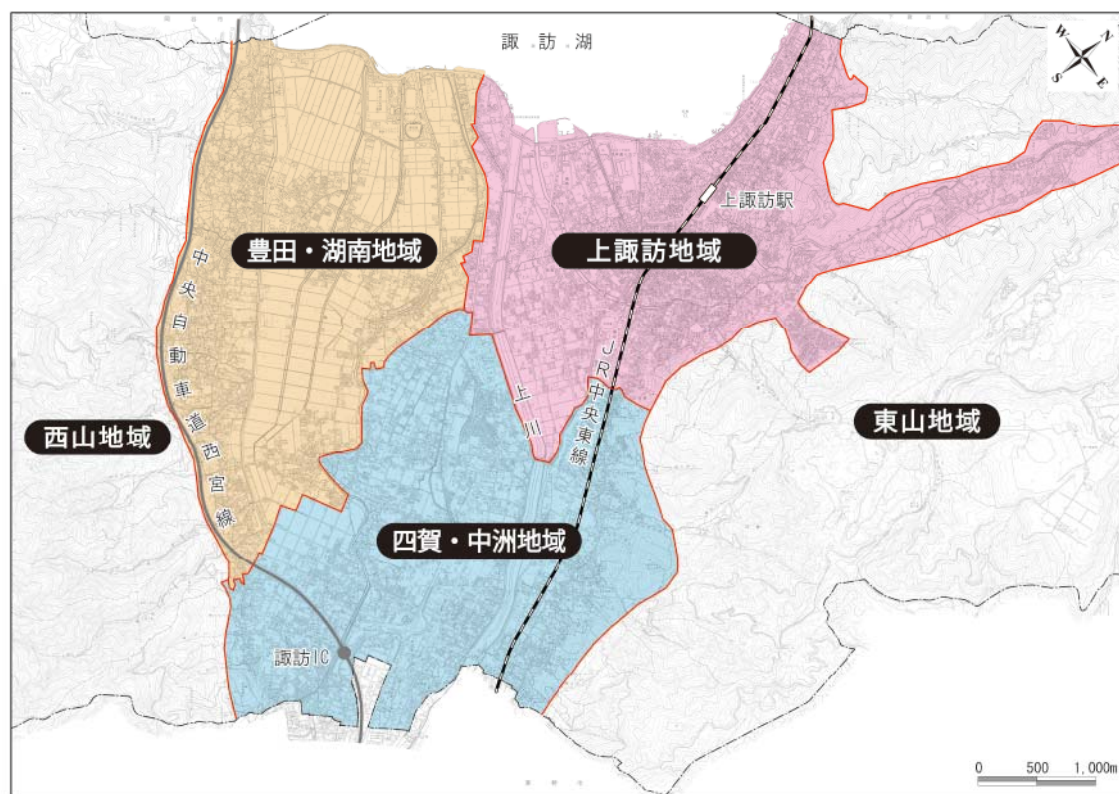 諏訪湖
N
W
E
S
上諏訪駅
豊田・湖南地域
上諏訪地域
中央自動車道西宮線
JR中央東線
上川
西山地域
東山地域
四賀・中洲地域
諏訪IC
0 500 1,000m